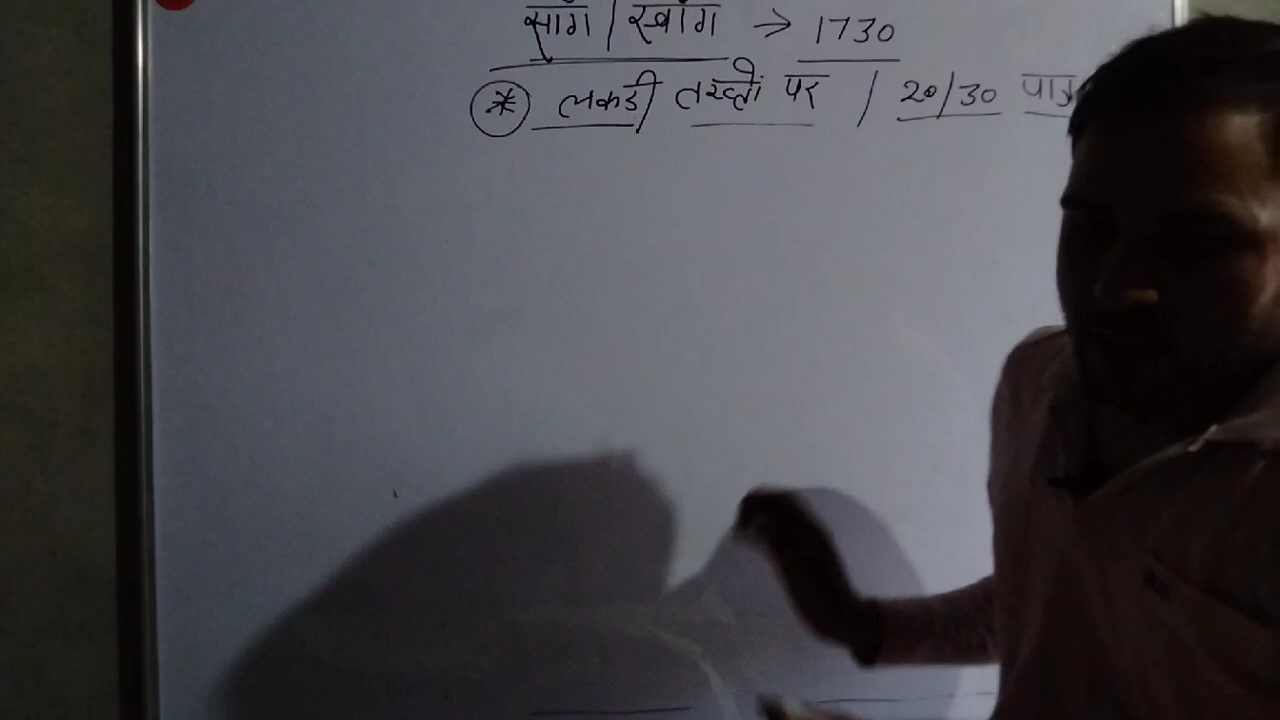 सांग / स्वांग → 1730
* लकडी तख्तों पर / 20/30